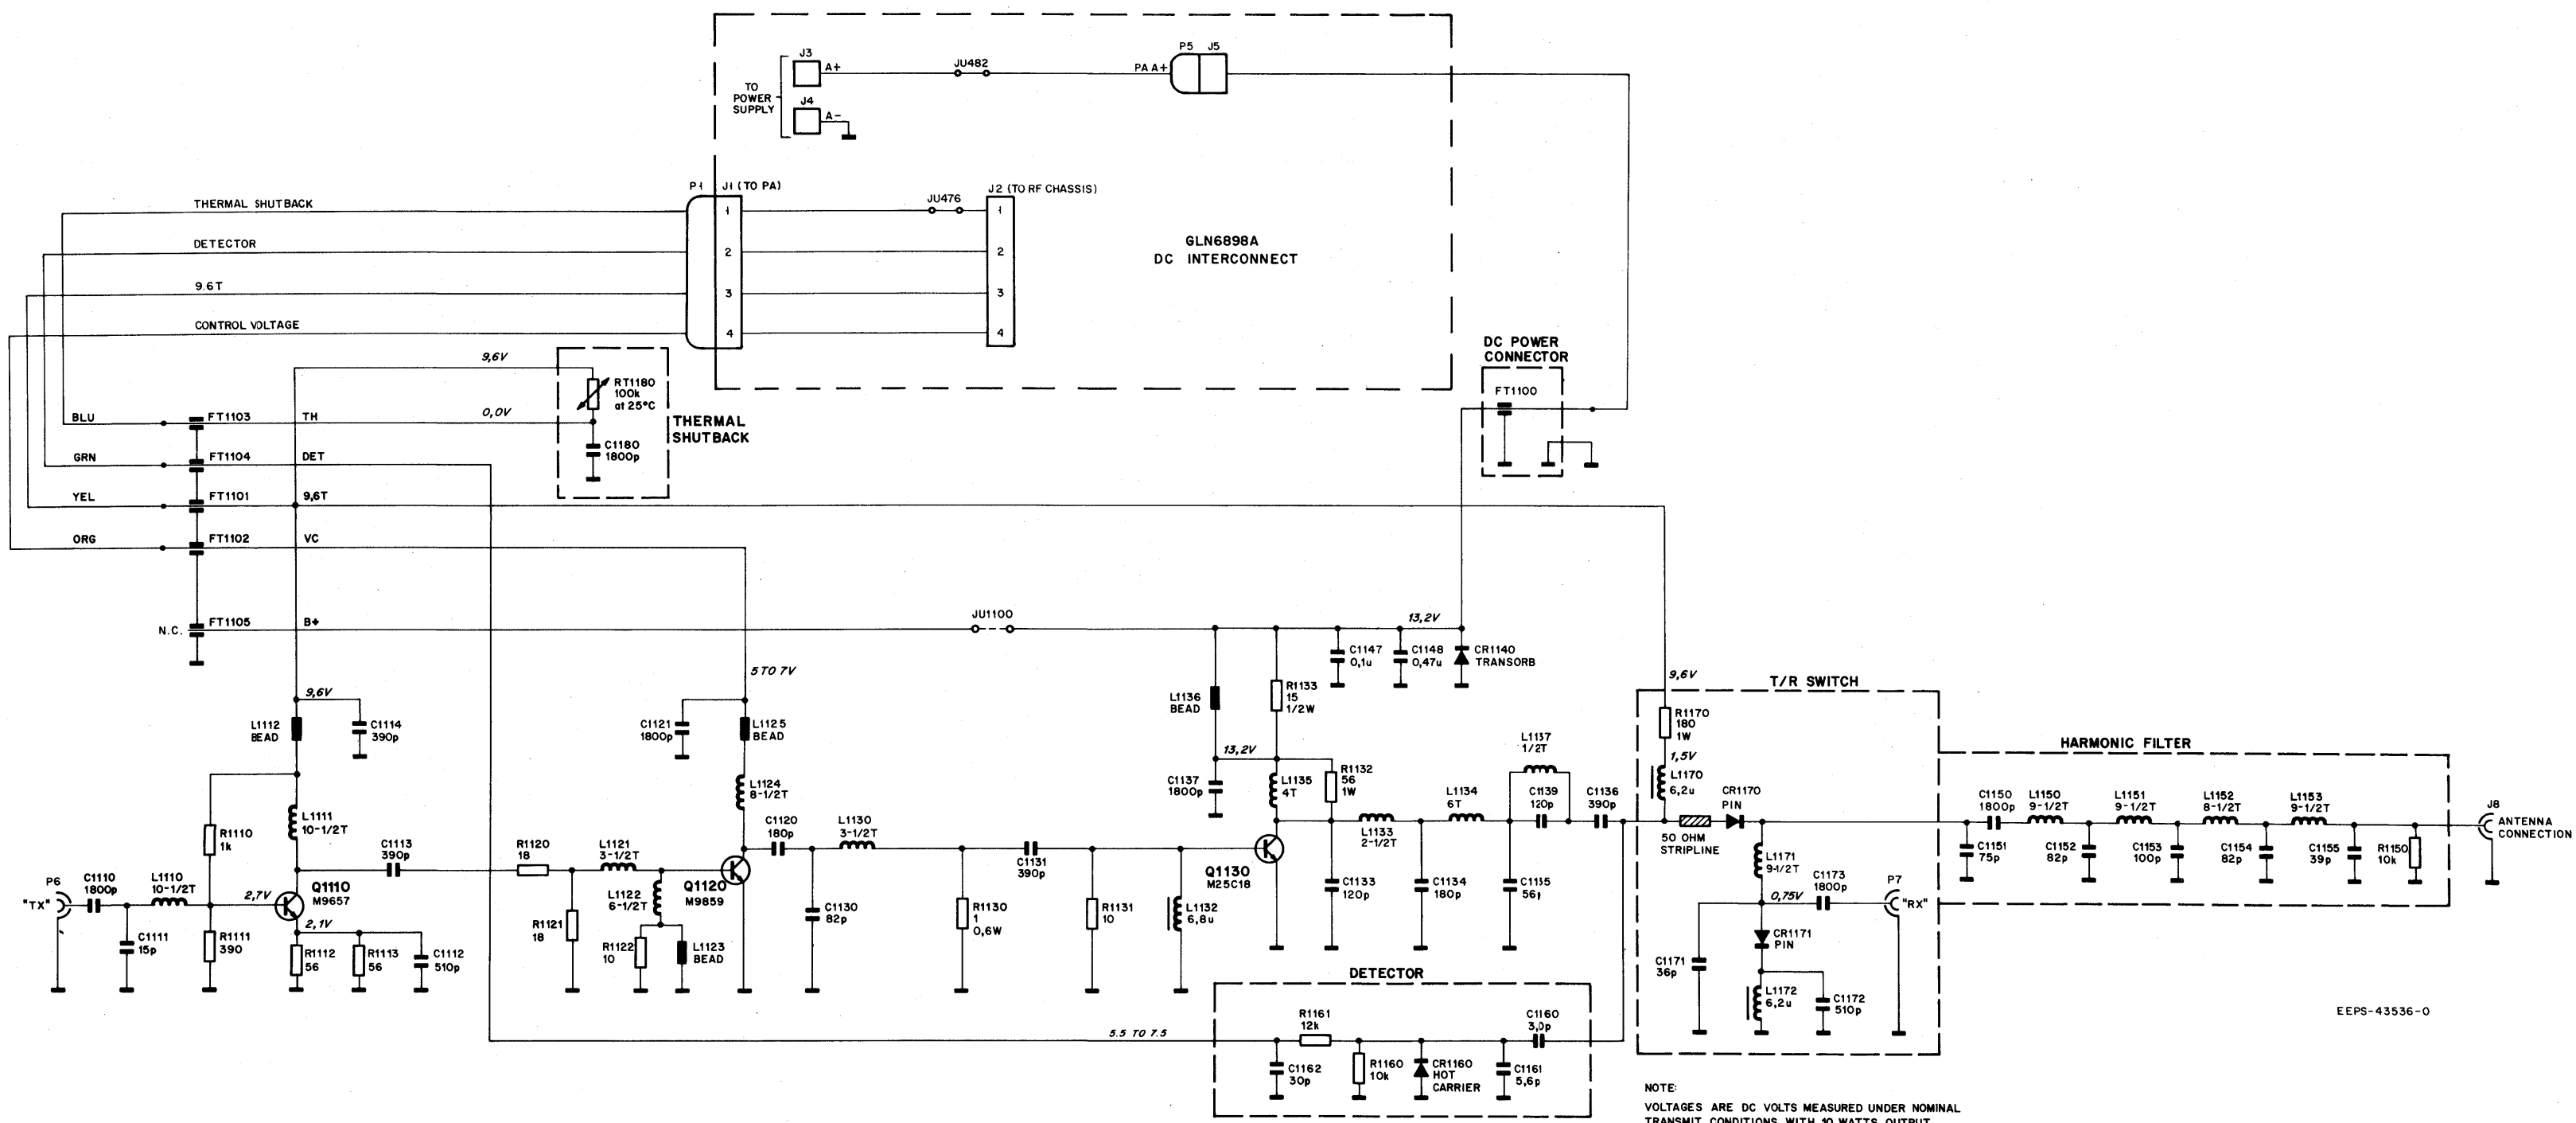 J3
A+
JU482
PA A+
P5 J5
TO
POWER
SUPPLY
J4
A-
P1
J1 (TO PA)
J2 (TO RF CHASSIS)
THERMAL SHUTBACK
1
JU476
1
DETECTOR
2
2
GLN6898A
DC INTERCONNECT
9.6T
3
3
CONTROL VOLTAGE
4
4
DC POWER
CONNECTOR
FT1100
9,6V
RT1180
100k
at 25°C
THERMAL
SHUTBACK
C1180
1800p
BLU
FT1103
TH
0,0V
GRN
FT1104
DET
YEL
FT1101
9,6T
ORG
FT1102
VC
N.C.
FT1105
B+
JU1100
13,2V
C1147
0,1u
C1148
0,47u
CR1140
TRANSORB
5 TO 7V
9,6V
L1112
BEAD
C1114
390p
C1121
1800p
L1125
BEAD
L1136
BEAD
R1133
15
1/2W
9,6V
T/R SWITCH
R1170
180
1W
1,5V
L1170
6,2u
CR1170
PIN
50 OHM
STRIPLINE
HARMONIC FILTER
13,2V
C1137
1800p
L1135
4T
R1132
56
1W
L1137
1/2T
C1139
120p
C1136
390p
L1134
6T
L1133
2-1/2T
L1124
8-1/2T
L1111
10-1/2T
R1110
1k
C1113
390p
R1120
18
L1121
3-1/2T
C1120
180p
L1130
3-1/2T
C1131
390p
P6
"TX"
C1110
1800p
L1110
10-1/2T
2,7V
Q1110
M9657
2,1V
C1111
15p
R1111
390
R1112
56
R1113
56
C1112
510p
R1121
18
L1122
6-1/2T
Q1120
M9859
R1122
10
L1123
BEAD
C1130
82p
R1130
1
0,6W
R1131
10
L1132
6,8u
Q1130
M25C18
C1133
120p
C1134
180p
C1135
56p
L1171
9-1/2T
0,75V
C1173
1800p
P7
"RX"
CR1171
PIN
C1171
36p
L1172
6,2u
C1172
510p
C1150
1800p
L1150
9-1/2T
L1151
9-1/2T
L1152
8-1/2T
L1153
9-1/2T
J8
ANTENNA
CONNECTION
C1151
75p
C1152
82p
C1153
100p
C1154
82p
C1155
39p
R1150
10k
DETECTOR
5.5 TO 7.5
R1161
12k
C1160
3,0p
C1162
30p
R1160
10k
CR1160
HOT
CARRIER
C1161
5,6p
EEPS-43536-O
NOTE:
VOLTAGES ARE DC VOLTS MEASURED UNDER NOMINAL
TRANSMIT CONDITIONS WITH 10 WATTS OUTPUT